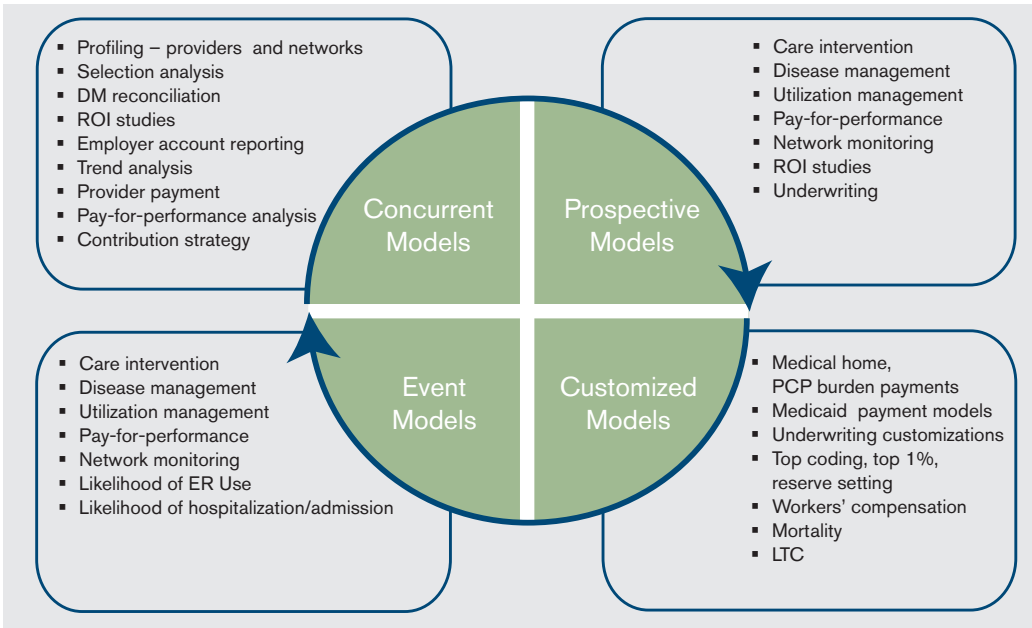 ▪ Profiling – providers and networks
▪ Selection analysis
▪ DM reconciliation
▪ ROI studies
▪ Employer account reporting
▪ Trend analysis
▪ Provider payment
▪ Pay-for-performance analysis
▪ Contribution strategy
▪ Care intervention
▪ Disease management
▪ Utilization management
▪ Pay-for-performance
▪ Network monitoring
▪ ROI studies
▪ Underwriting
Concurrent
Models
Prospective
Models
Event
Models
Customized
Models
▪ Care intervention
▪ Disease management
▪ Utilization management
▪ Pay-for-performance
▪ Network monitoring
▪ Likelihood of ER Use
▪ Likelihood of hospitalization/admission
▪ Medical home,
PCP burden payments
▪ Medicaid payment models
▪ Underwriting customizations
▪ Top coding, top 1%,
reserve setting
▪ Workers’ compensation
▪ Mortality
▪ LTC